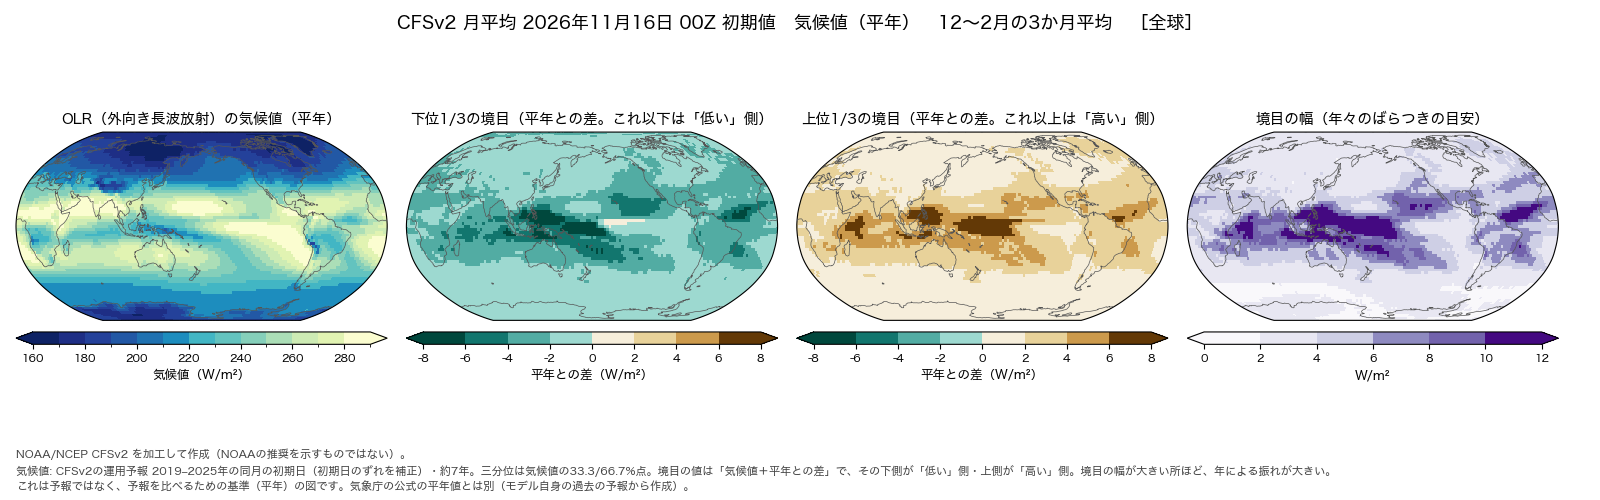 CFSv2 月平均 2026年11月16日 00Z 初期値　気候値（平年）　12～2月の3か月平均　［全球］
OLR（外向き長波放射）の気候値（平年）
下位1/3の境目（平年との差。これ以下は「低い」側）
上位1/3の境目（平年との差。これ以上は「高い」側）
境目の幅（年々のばらつきの目安）
160 180 200 220 240 260 280
-8 -6 -4 -2 0 2 4 6 8
-8 -6 -4 -2 0 2 4 6 8
0 2 4 6 8 10 12
気候値（W/m²）
平年との差（W/m²）
平年との差（W/m²）
W/m²
NOAA/NCEP CFSv2 を加工して作成（NOAAの推奨を示すものではない）。
気候値: CFSv2の運用予報 2019–2025年の同月の初期日（初期日のずれを補正）・約7年。三分位は気候値の33.3/66.7%点。境目の値は「気候値＋平年との差」で、その下側が「低い」側・上側が「高い」側。境目の幅が大きい所ほど、年による振れが大きい。
これは予報ではなく、予報を比べるための基準（平年）の図です。気象庁の公式の平年値とは別（モデル自身の過去の予報から作成）。